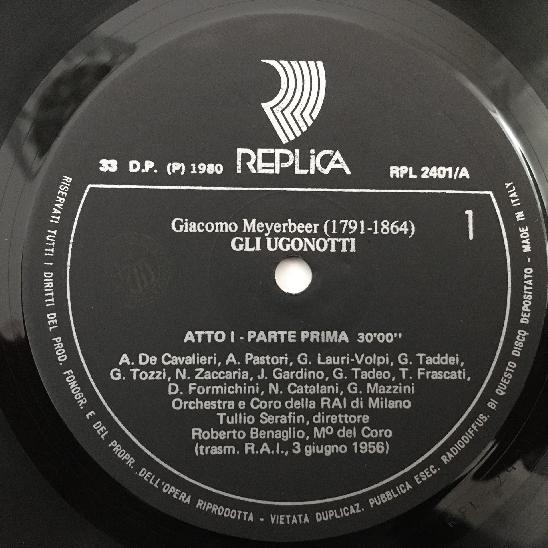 REPLICA
33 D.P. (P) 1980
RPL 2401/A
Giacomo Meyerbeer (1791-1864)
GLI UGONOTTI
1
ATTO I - PARTE PRIMA 30'00''
A. De Cavalieri, A. Pastori, G. Lauri-Volpi, G. Taddei,
G. Tozzi, N. Zaccaria, J. Gardino, G. Tadeo, T. Frascati,
D. Formichini, N. Catalani, G. Mazzini
Orchestra e Coro della RAI di Milano
Tullio Serafin, direttore
Roberto Benaglio, Mº del Coro
(trasm. R.A.I., 3 giugno 1956)
RISERVATI TUTTI I DIRITTI DEL PROD. FONOGR. E DEL PROPR. DELL'OPERA RIPRODOTTA - VIETATA DUPLICAZ. PUBBLICA ESEC. RADIODIFFUS. DI QUESTO DISCO DEPOSITATO - MADE IN ITALY